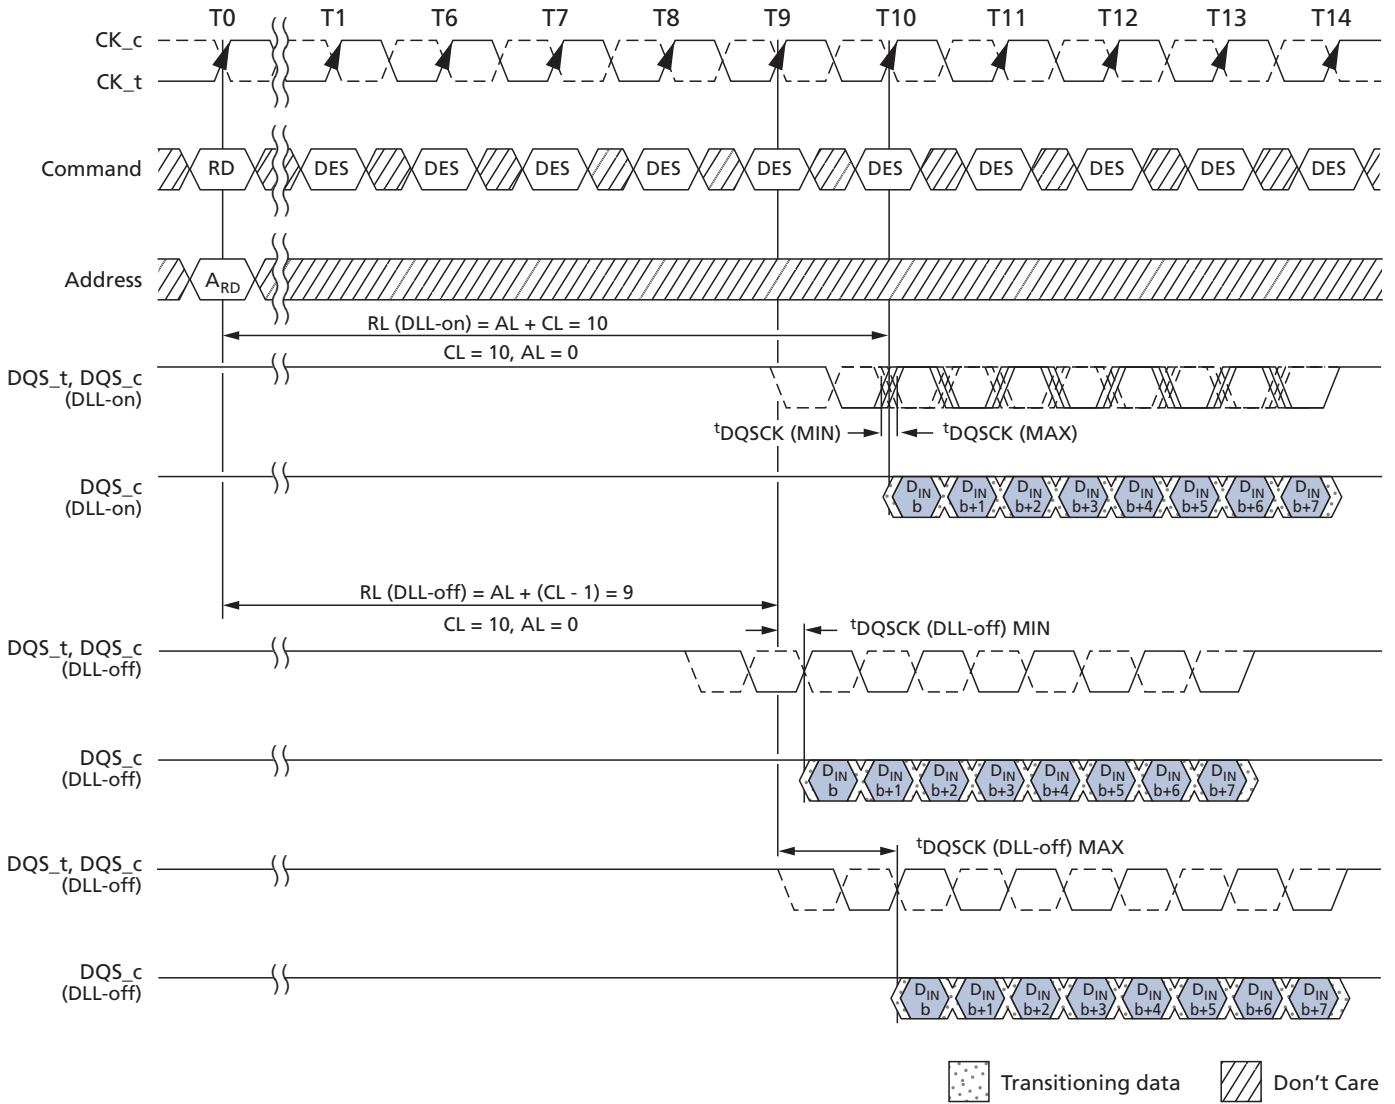 T0 T1 T6 T7 T8 T9 T10 T11 T12 T13 T14
CK_c
CK_t
Command RD DES DES DES DES DES DES DES DES DES DES
Address ARD
RL (DLL-on) = AL + CL = 10
CL = 10, AL = 0
DQS_t, DQS_c
(DLL-on)
tDQSCK (MIN) tDQSCK (MAX)
DQS_c
(DLL-on)
DIN b DIN b+1 DIN b+2 DIN b+3 DIN b+4 DIN b+5 DIN b+6 DIN b+7
RL (DLL-off) = AL + (CL - 1) = 9
CL = 10, AL = 0
tDQSCK (DLL-off) MIN
DQS_t, DQS_c
(DLL-off)
DQS_c
(DLL-off)
DIN b DIN b+1 DIN b+2 DIN b+3 DIN b+4 DIN b+5 DIN b+6 DIN b+7
tDQSCK (DLL-off) MAX
DQS_t, DQS_c
(DLL-off)
DQS_c
(DLL-off)
DIN b DIN b+1 DIN b+2 DIN b+3 DIN b+4 DIN b+5 DIN b+6 DIN b+7
Transitioning data Don't Care